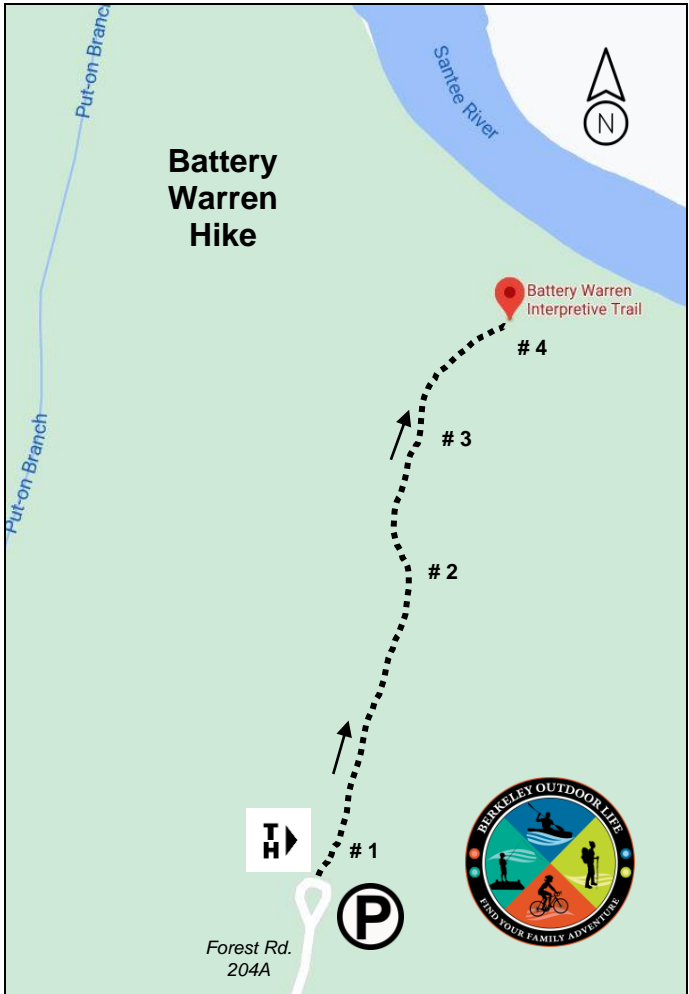 Put-on Branch
Santee River
N
Battery
Warren
Hike
Battery Warren
Interpretive Trail
# 4
# 3
Put-on Branch
# 2
TH
# 1
P
Forest Rd.
204A
BERKELEY OUTDOOR LIFE
FIND YOUR FAMILY ADVENTURE